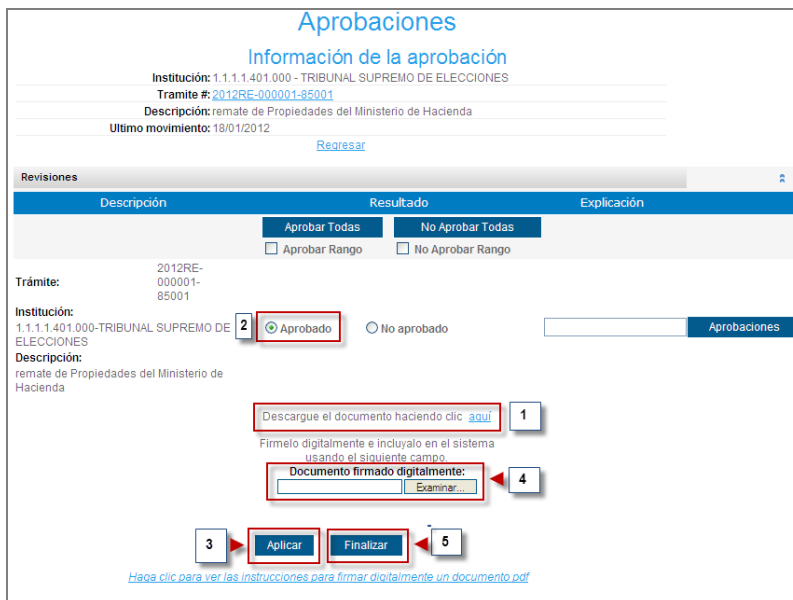 Aprobaciones
Información de la aprobación
Institución: 1.1.1.1.401.000 - TRIBUNAL SUPREMO DE ELECCIONES
Tramite #: 2012RE-000001-85001
Descripción: remate de Propiedades del Ministerio de Hacienda
Ultimo movimiento: 18/01/2012
Regresar
Revisiones
Descripción Resultado Explicación
Aprobar Todas No Aprobar Todas
Aprobar Rango No Aprobar Rango
Trámite: 2012RE-
000001-
85001
Institución:
1.1.1.1.401.000-TRIBUNAL SUPREMO DE
ELECCIONES
2 Aprobado No aprobado Aprobaciones
Descripción:
remate de Propiedades del Ministerio de
Hacienda
Descargue el documento haciendo clic aquí 1
Firmelo digitalmente e incluyalo en el sistema
usando el siguiente campo.
Documento firmado digitalmente:
Examinar... 4
3 Aplicar Finalizar 5
Haga clic para ver las instrucciones para firmar digitalmente un documento pdf